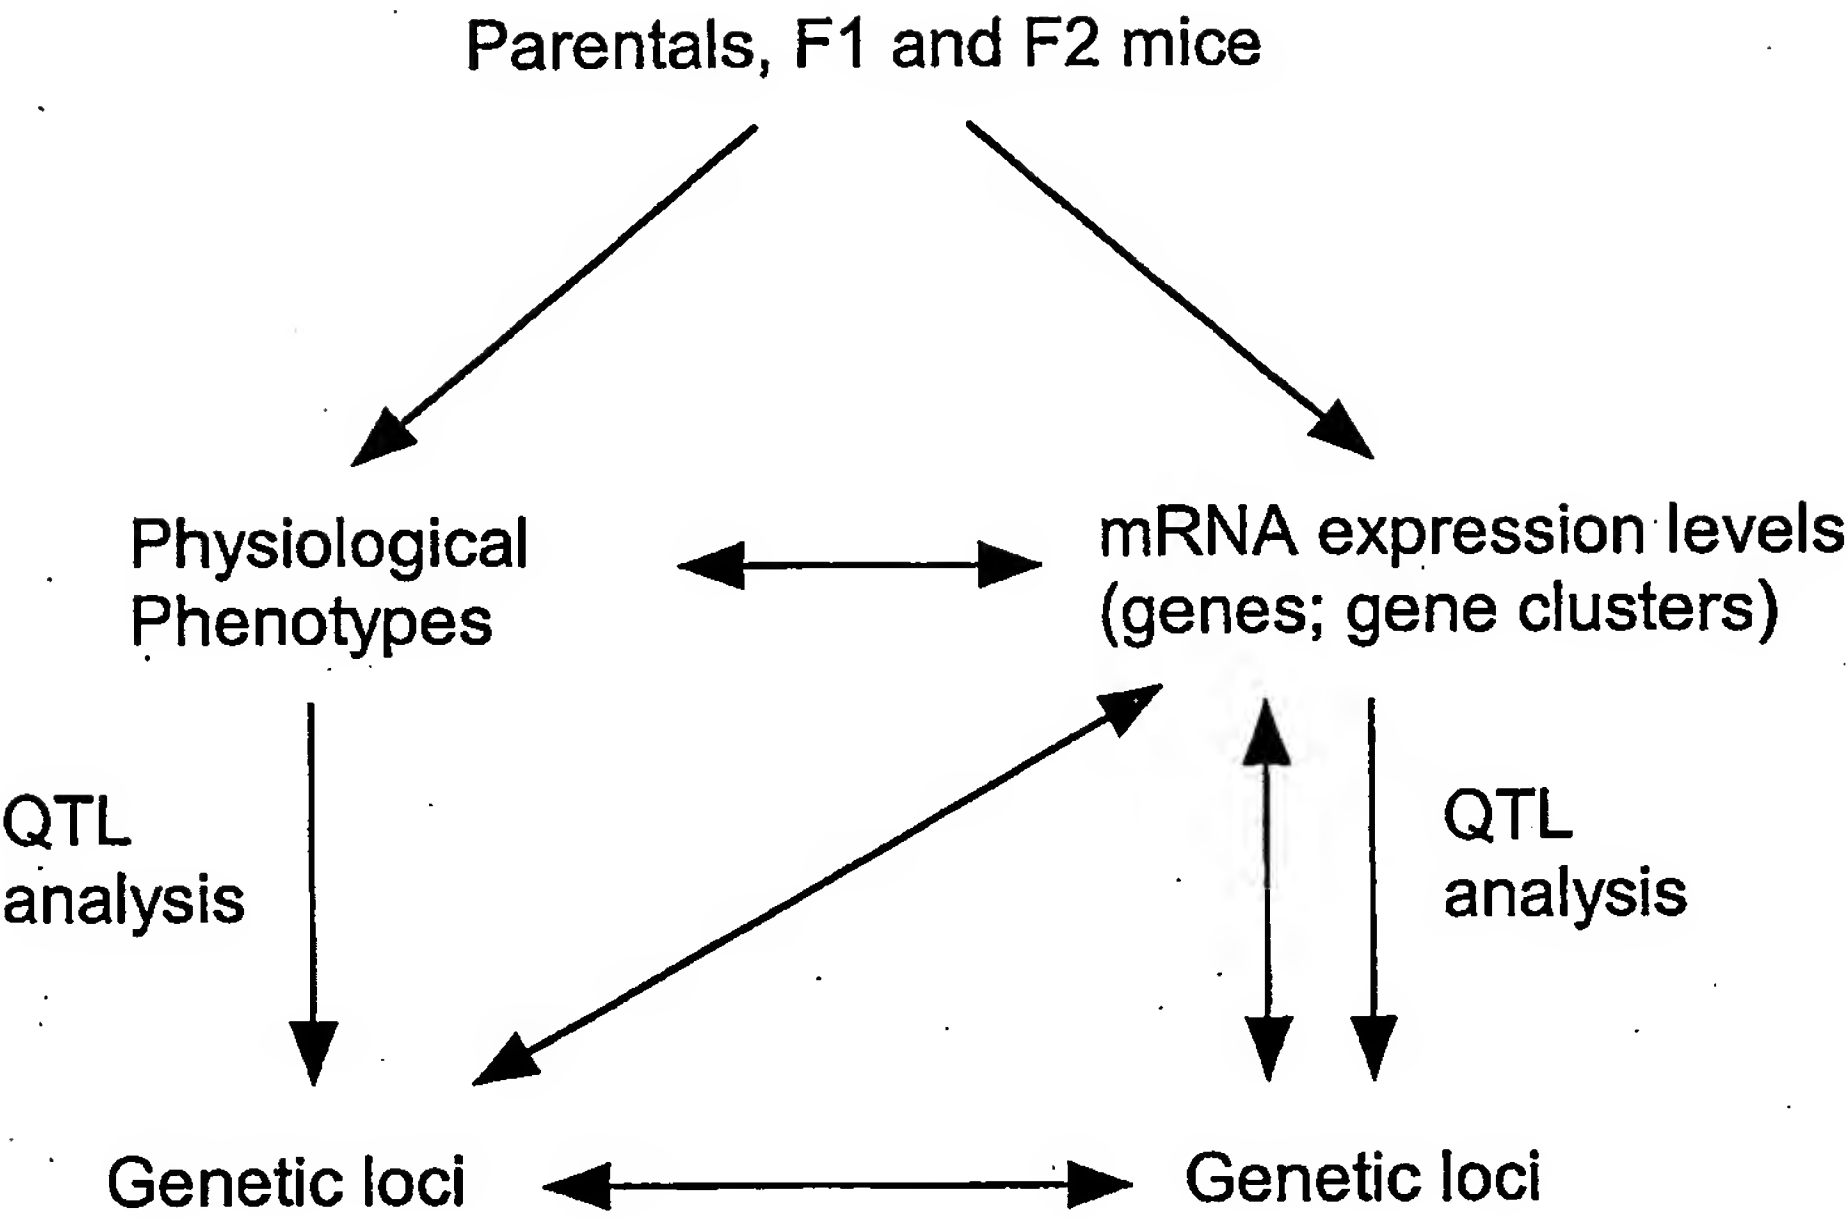 Parentals, F1 and F2 mice
Physiological
Phenotypes
mRNA expression levels
(genes; gene clusters)
QTL
analysis
QTL
analysis
Genetic loci
Genetic loci